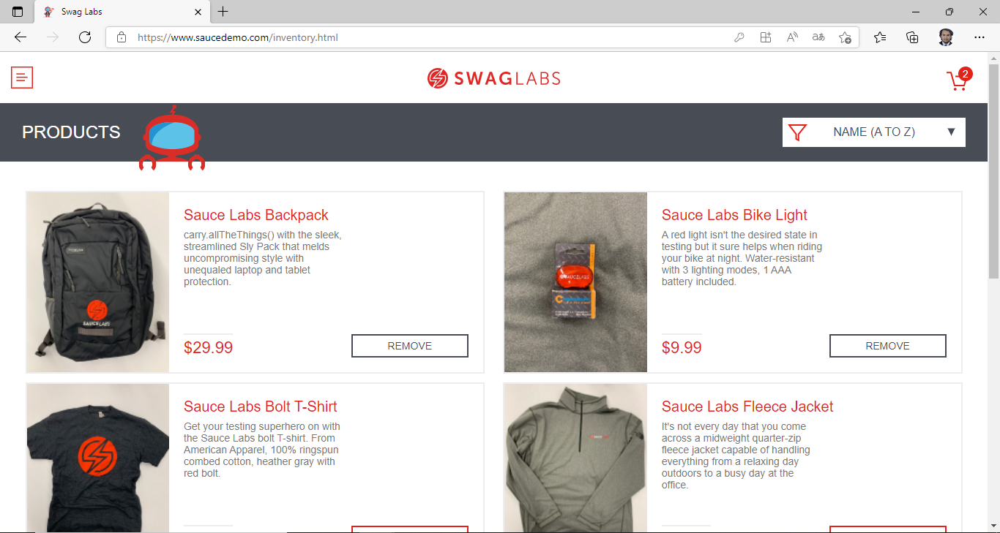 Swag Labs
https://www.saucedemo.com/inventory.html
SWAGLABS
2
PRODUCTS
NAME (A TO Z)
Sauce Labs Backpack
carry.allTheThings() with the sleek,
streamlined Sly Pack that melds
uncompromising style with
unequaled laptop and tablet
protection.
SAUCELABS
$29.99
REMOVE
Sauce Labs Bike Light
A red light isn't the desired state in
testing but it sure helps when riding
your bike at night. Water-resistant
with 3 lighting modes, 1 AAA
battery included.
SAUCELABS
$9.99
REMOVE
Sauce Labs Bolt T-Shirt
Get your testing superhero on with
the Sauce Labs bolt T-shirt. From
American Apparel, 100% ringspun
combed cotton, heather gray with
red bolt.
Sauce Labs Fleece Jacket
It's not every day that you come
across a midweight quarter-zip
fleece jacket capable of handling
everything from a relaxing day
outdoors to a busy day at the
office.